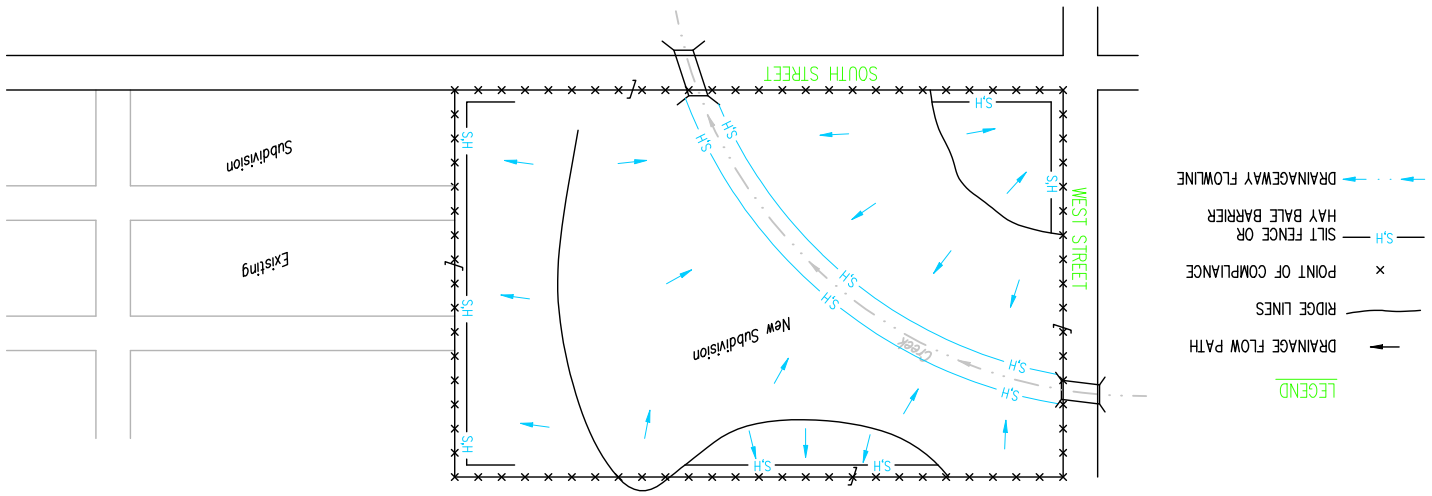 LEGEND
DRAINAGE FLOW PATH
RIDGE LINES
POINT OF COMPLIANCE
S,H
SILT FENCE OR
HAY BALE BARRIER
DRAINAGEWAY FLOWLINE
S,H
S,H
S,H
S,H
S,H
Creek
New Subdivision
S,H
S,H
S,H
Existing
WEST STREET
S,H
Subdivision
S,H
S,H
S,H
S,H
SOUTH STREET